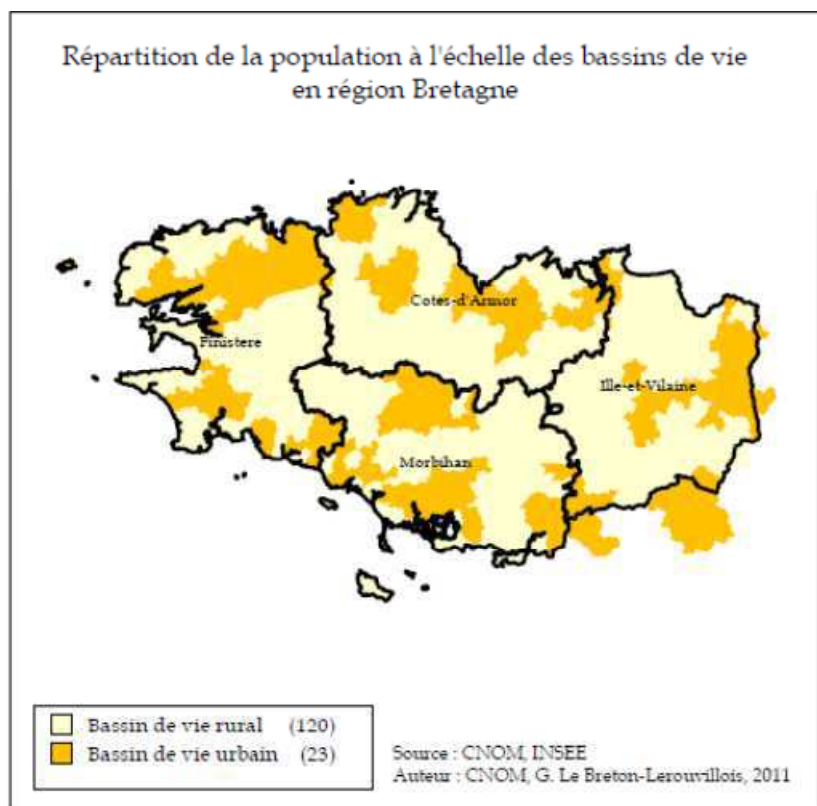 Répartition de la population à l'échelle des bassins de vie
en région Bretagne
Cotes-d'Armor
Finistere
Ille-et-Vilaine
Morbihan
Bassin de vie rural (120)
Bassin de vie urbain (23)
Source : CNOM, INSEE
Auteur : CNOM, G. Le Breton-Lerouvillois, 2011